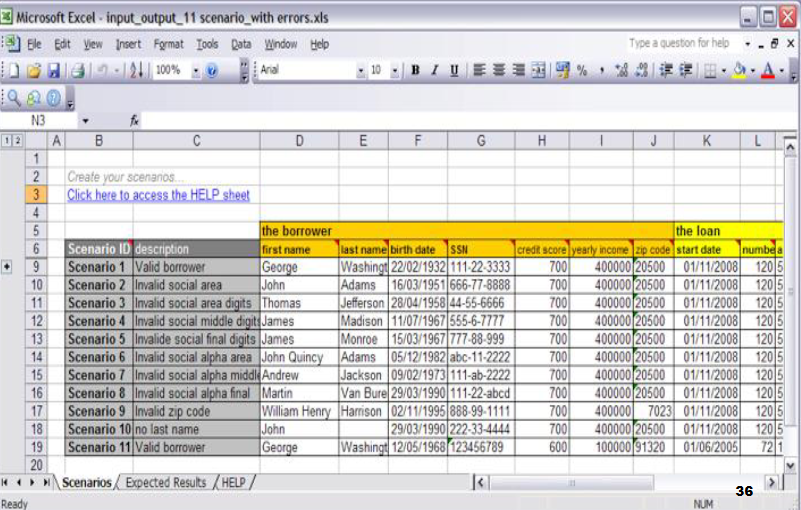 Microsoft Excel - input_output_11 scenario_with errors.xls
File Edit View Insert Format Tools Data Window Help Type a question for help
100% Arial 10 B I U %
N3 fx
1 2 A B C D E F G H I J K L
1
2 Create your scenarios...
3 Click here to access the HELP sheet
4
5 the borrower the loan
6 Scenario ID description first name last name birth date SSN credit score yearly income zip code start date numbe a
9 Scenario 1 Valid borrower George Washingt 22/02/1932 111-22-3333 700 400000 20500 01/11/2008 120 5
10 Scenario 2 Invalid social area John Adams 16/03/1951 666-77-8888 700 400000 20500 01/11/2008 120 5
11 Scenario 3 Invalid social area digits Thomas Jefferson 28/04/1958 44-55-6666 700 400000 20500 01/11/2008 120 5
12 Scenario 4 Invalid social middle digits James Madison 11/07/1967 555-6-7777 700 400000 20500 01/11/2008 120 5
13 Scenario 5 Invalide social final digits James Monroe 15/03/1967 777-88-999 700 400000 20500 01/11/2008 120 5
14 Scenario 6 Invalid social alpha area John Quincy Adams 05/12/1982 abc-11-2222 700 400000 20500 01/11/2008 120 5
15 Scenario 7 Invalid social alpha middl Andrew Jackson 09/02/1973 111-ab-2222 700 400000 20500 01/11/2008 120 5
16 Scenario 8 Invalid social alpha final Martin Van Bure 29/03/1990 111-22-abcd 700 400000 20500 01/11/2008 120 5
17 Scenario 9 Invalid zip code William Henry Harrison 02/11/1995 888-99-1111 700 400000 7023 01/11/2008 120 5
18 Scenario 10 no last name John 29/03/1990 222-33-4444 700 400000 20500 01/11/2008 120 5
19 Scenario 11 Valid borrower George Washingt 12/05/1968 123456789 600 100000 91320 01/06/2005 72 1
20
Scenarios Expected Results HELP
36
Ready NUM